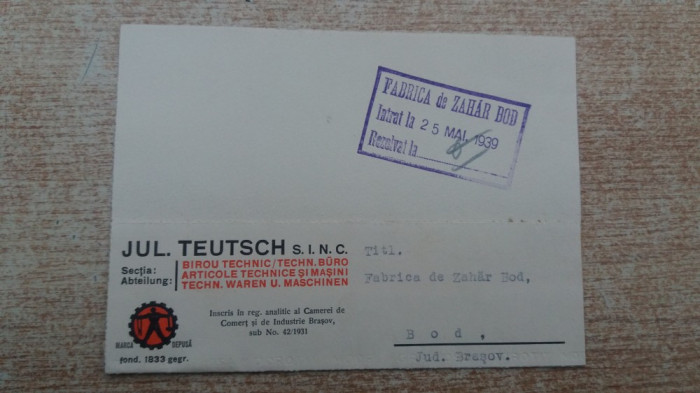 FABRICA de ZAHĂR BOD
Intrat la 25 MAI. 1939
Rezolvat la
JUL. TEUTSCH S. I. N. C.
Secția:
Abteilung:
BIROU TECHNIC/TECHN. BÜRO
ARTICOLE TECHNICE ȘI MAȘINI
TECHN. WAREN U. MASCHINEN
Inscris în reg. analitic al Camerei de
Comerț și de Industrie Brașov,
sub No. 42/1931
MARCA DEPUSĂ
fond. 1833 gegr.
Titl.
Fabrica de Zahăr Bod,
Bod,
Jud. Brașov.